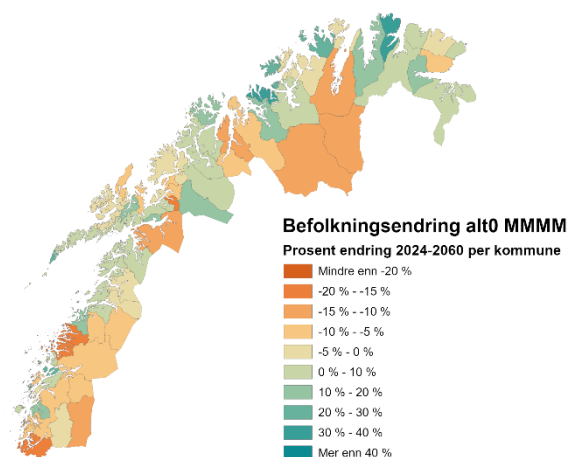 Befolkningsendring alt0 MMMM
Prosent endring 2024-2060 per kommune
Mindre enn -20 %
-20 % - -15 %
-15 % - -10 %
-10 % - -5 %
-5 % - 0 %
0 % - 10 %
10 % - 20 %
20 % - 30 %
30 % - 40 %
Mer enn 40 %